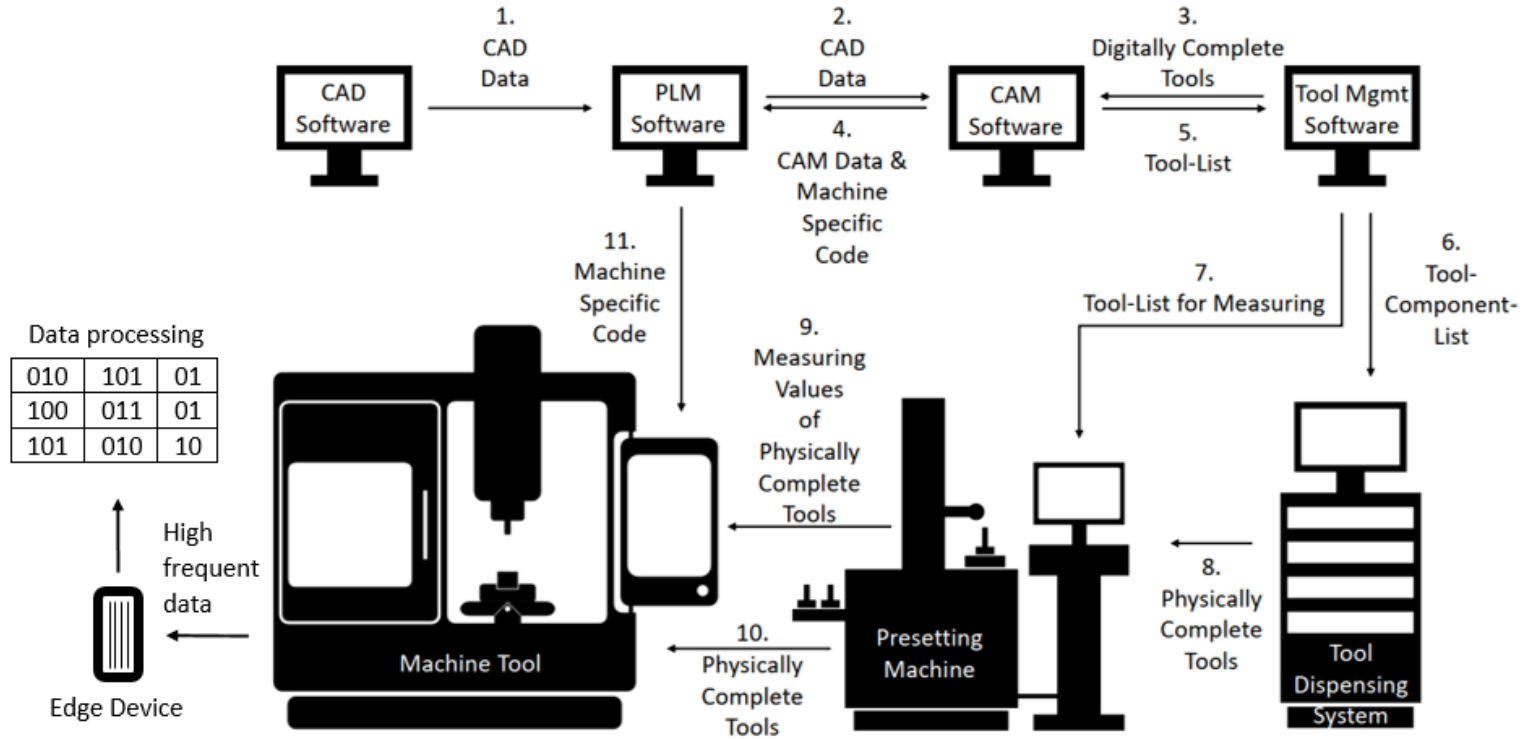 1.
CAD
Data
2.
CAD
Data
3.
Digitally Complete
Tools
CAD
Software
PLM
Software
CAM
Software
Tool Mgmt
Software
4.
CAM Data &
Machine
Specific
Code
5.
Tool-List
11.
Machine
Specific
Code
7.
Tool-List for Measuring
6.
Tool-
Component-
List
9.
Measuring
Values
of
Physically
Complete
Tools
Data processing
010 101 01
100 011 01
101 010 10
High
frequent
data
Edge Device
Machine Tool
10.
Physically
Complete
Tools
Presetting
Machine
8.
Physically
Complete
Tools
Tool
Dispensing
System